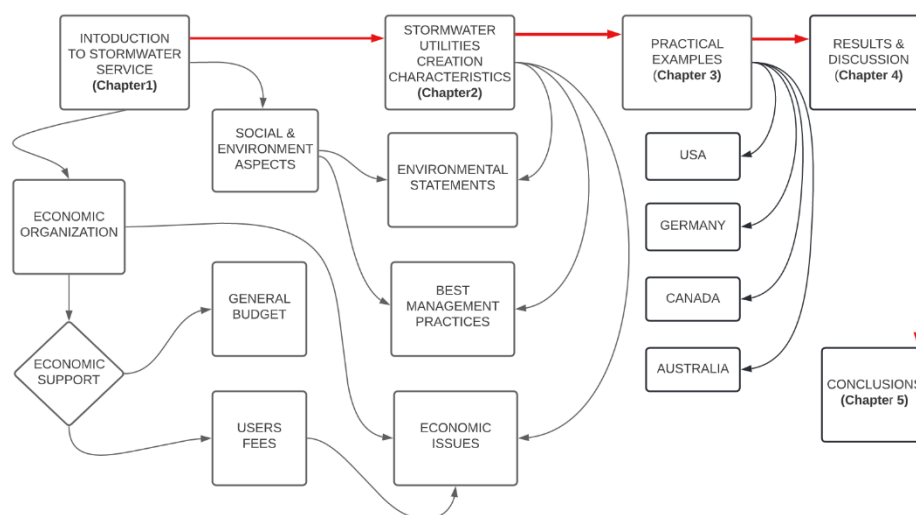 INTODUCTION
TO STORMWATER
SERVICE
(Chapter1)
STORMWATER
UTILITIES
CREATION
CHARACTERISTICS
(Chapter2)
PRACTICAL
EXAMPLES
(Chapter 3)
RESULTS &
DISCUSSION
(Chapter 4)
SOCIAL &
ENVIRONMENT
ASPECTS
ENVIRONMENTAL
STATEMENTS
USA
ECONOMIC
ORGANIZATION
GERMANY
GENERAL
BUDGET
BEST
MANAGEMENT
PRACTICES
CANADA
ECONOMIC
SUPPORT
AUSTRALIA
CONCLUSIONS
(Chapter 5)
USERS
FEES
ECONOMIC
ISSUES